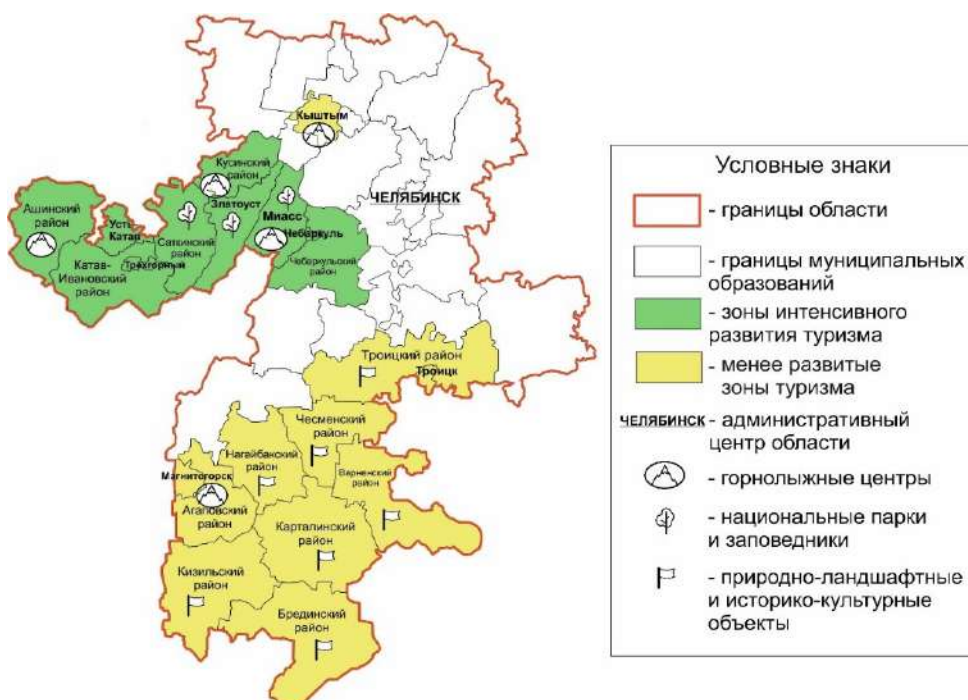 Кыштым
Кусинский
район
Златоуст
Миасс
Чебаркуль
Чебаркульский
район
ЧЕЛЯБИНСК
Ашинский
район
Усть
Катав
Саткинский
район
Трёхгорный
Катав-
Ивановский
район
Троицкий район
Троицк
Чесменский
район
Нагайбакский
район
Варненский
район
Магнитогорск
Агаповский
район
Карталинский
район
Кизильский
район
Брединский
район
Условные знаки
- границы области
- границы муниципальных
образований
- зоны интенсивного
развития туризма
- менее развитые
зоны туризма
ЧЕЛЯБИНСК - административный
центр области
- горнолыжные центры
- национальные парки
и заповедники
- природно-ландшафтные
и историко-культурные
объекты